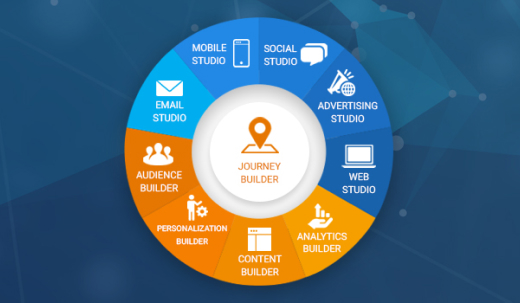 MOBILE
STUDIO
SOCIAL
STUDIO
ADVERTISING
STUDIO
WEB
STUDIO
ANALYTICS
BUILDER
CONTENT
BUILDER
PERSONALIZATION
BUILDER
AUDIENCE
BUILDER
EMAIL
STUDIO
JOURNEY
BUILDER